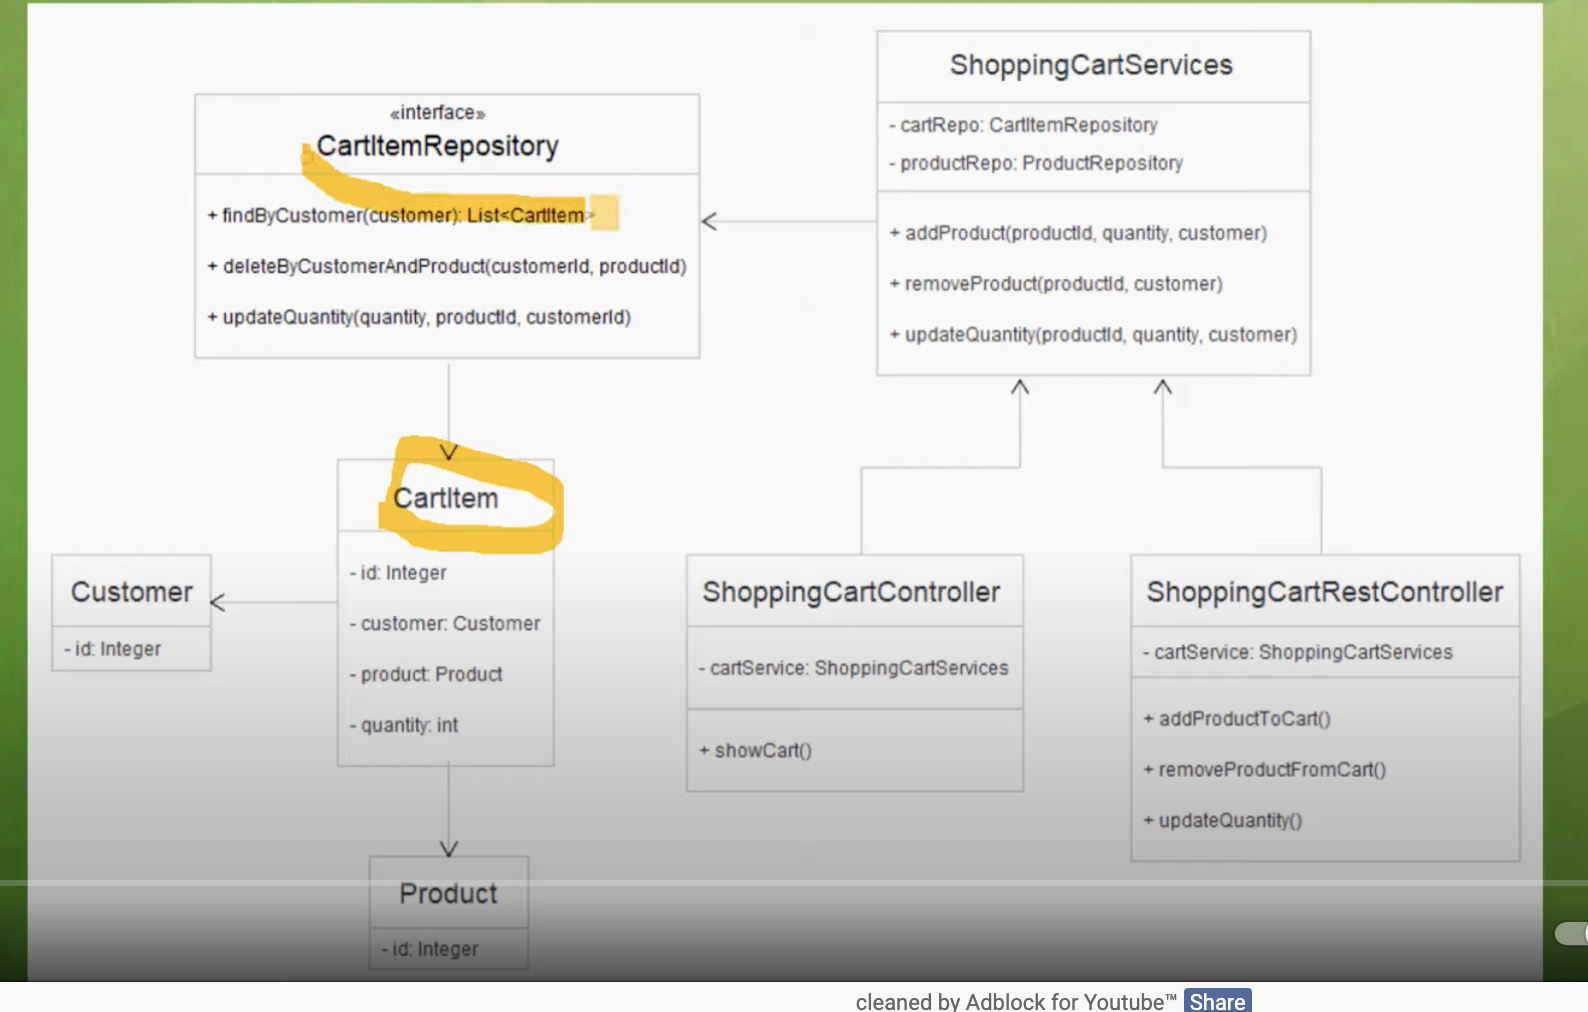 «interface»
CartItemRepository
+ findByCustomer(customer): List<CartItem>
+ deleteByCustomerAndProduct(customerId, productId)
+ updateQuantity(quantity, productId, customerId)
ShoppingCartServices
- cartRepo: CartItemRepository
- productRepo: ProductRepository
+ addProduct(productId, quantity, customer)
+ removeProduct(productId, customer)
+ updateQuantity(productId, quantity, customer)
CartItem
- id: Integer
- customer: Customer
- product: Product
- quantity: int
Customer
- id: Integer
ShoppingCartController
- cartService: ShoppingCartServices
+ showCart()
ShoppingCartRestController
- cartService: ShoppingCartServices
+ addProductToCart()
+ removeProductFromCart()
+ updateQuantity()
Product
- id: Integer
cleaned by Adblock for Youtube™ Share